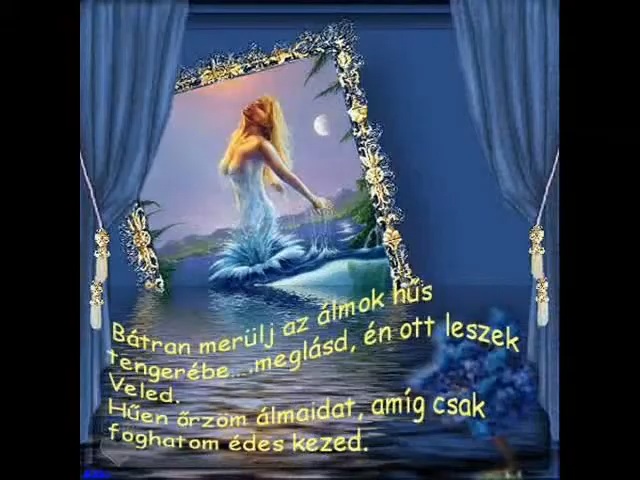 Bátran merülj az álmok hűs
tengerébe....meglásd, én ott leszek
Veled.
Hűen őrzöm álmaidat, amíg csak
foghatom édes kezed.